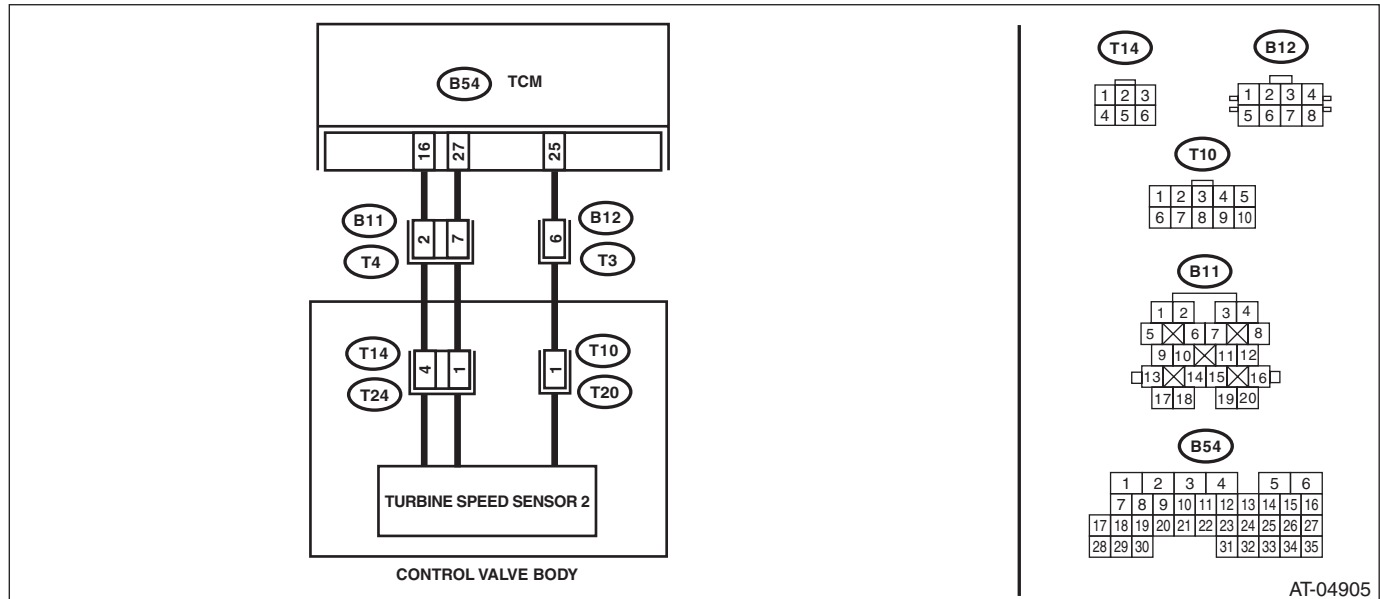 B54 TCM
16 27 25
B11 2 7 6 B12
T4 T3
T14 4 1 1 T10
T24 T20
TURBINE SPEED SENSOR 2
CONTROL VALVE BODY
T14 B12
1 2 3
4 5 6
1 2 3 4
5 6 7 8
T10
1 2 3 4 5
6 7 8 9 10
B11
1 2 3 4
5 6 7 8
9 10 11 12
13 14 15 16
17 18 19 20
B54
1 2 3 4 5 6
7 8 9 10 11 12 13 14 15 16
17 18 19 20 21 22 23 24 25 26 27
28 29 30 31 32 33 34 35
AT-04905